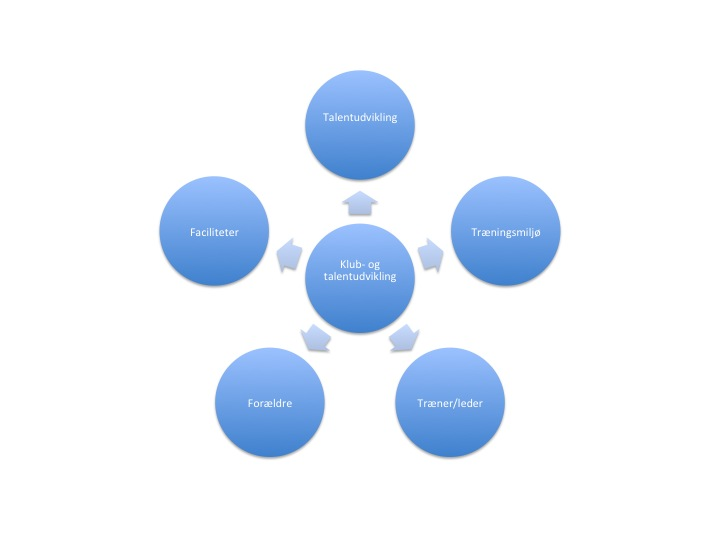 Talentudvikling
Faciliteter
Træningsmiljø
Klub- og
talentudvikling
Forældre
Træner/leder